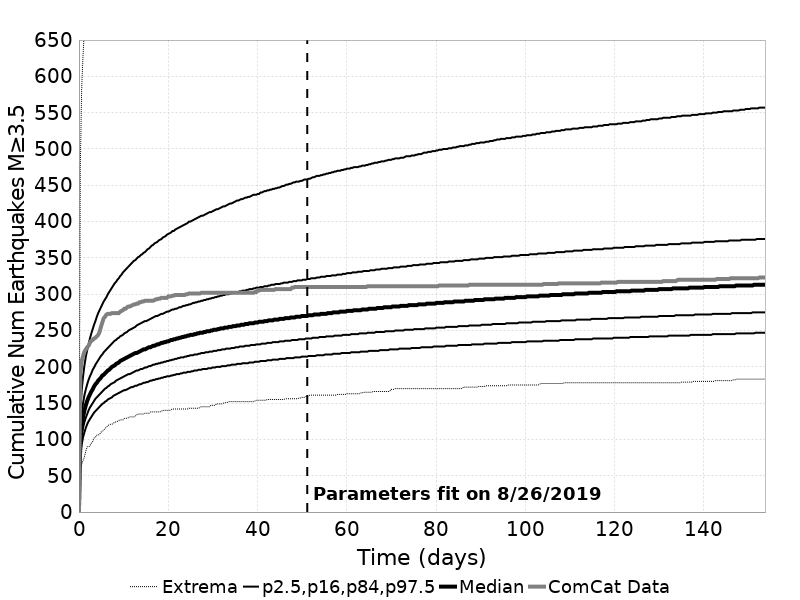 Cumulative Num Earthquakes M≥3.5
650
600
550
500
450
400
350
300
250
200
150
100
50
0
Parameters fit on 8/26/2019
0 20 40 60 80 100 120 140
Time (days)
Extrema p2.5,p16,p84,p97.5 Median ComCat Data